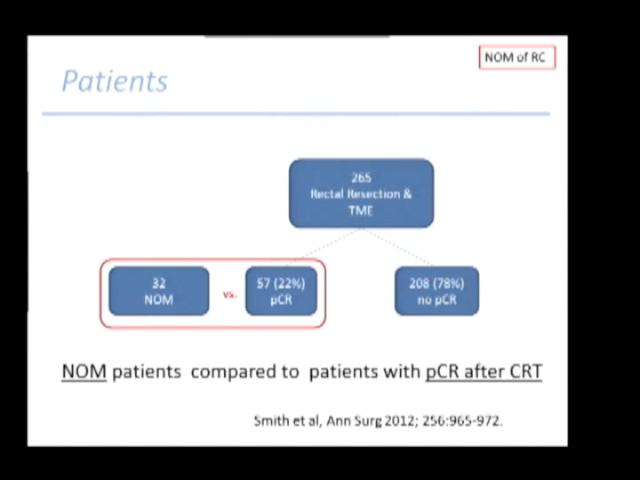 NOM of RC
Patients
265
Rectal Resection &
TME
32
NOM
vs.
57 (22%)
pCR
208 (78%)
no pCR
NOM patients compared to patients with pCR after CRT
Smith et al, Ann Surg 2012; 256:965-972.